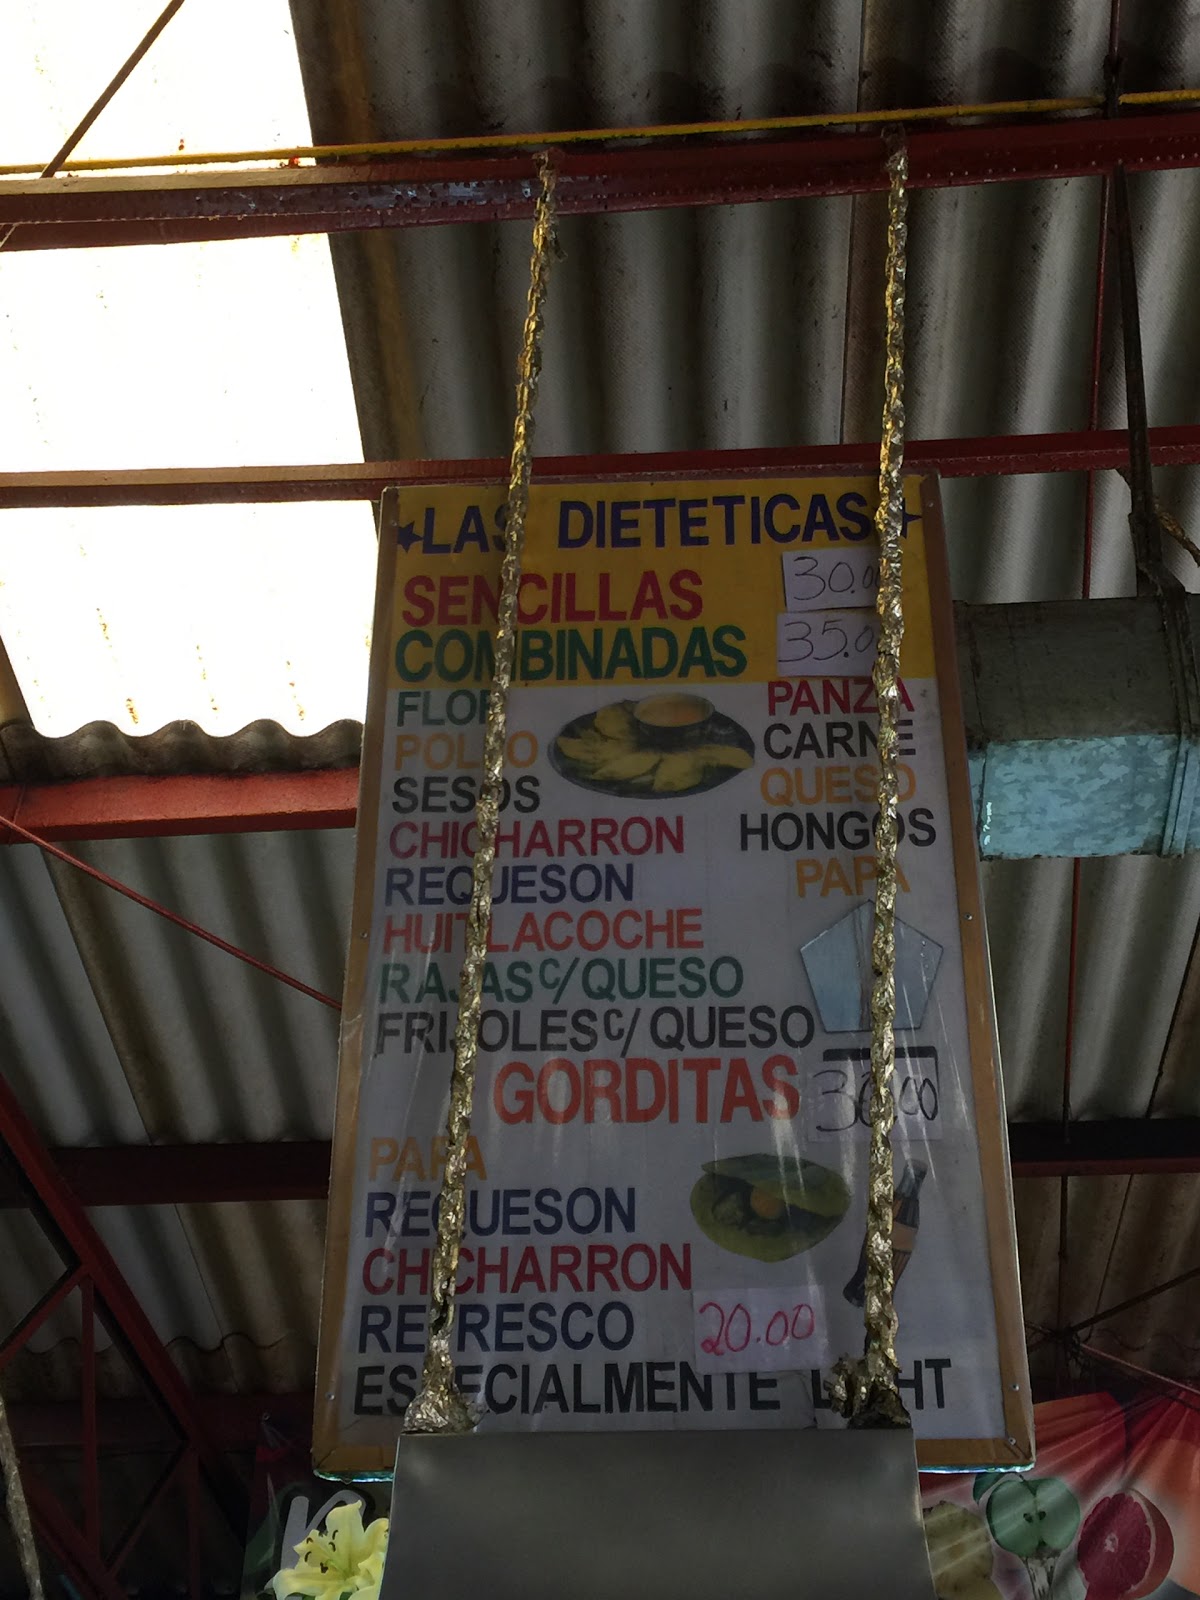 LAS DIETETICAS
SENCILLAS 30.00
COMBINADAS 35.00
FLOR PANZA
POLLO CARNE
SESOS QUESO
CHICHARRON HONGOS
REQUESON PAPA
HUITLACOCHE
RAJAS C/QUESO
FRIJOLES C/QUESO
GORDITAS
PAPA
REQUESON
CHICHARRON
REFRESCO 20.00
ESPECIALMENTE LIGHT